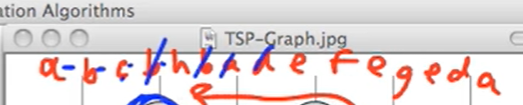 ation Algorithms
TSP-Graph.jpg
a-b-c b h b a d e f e g e d a